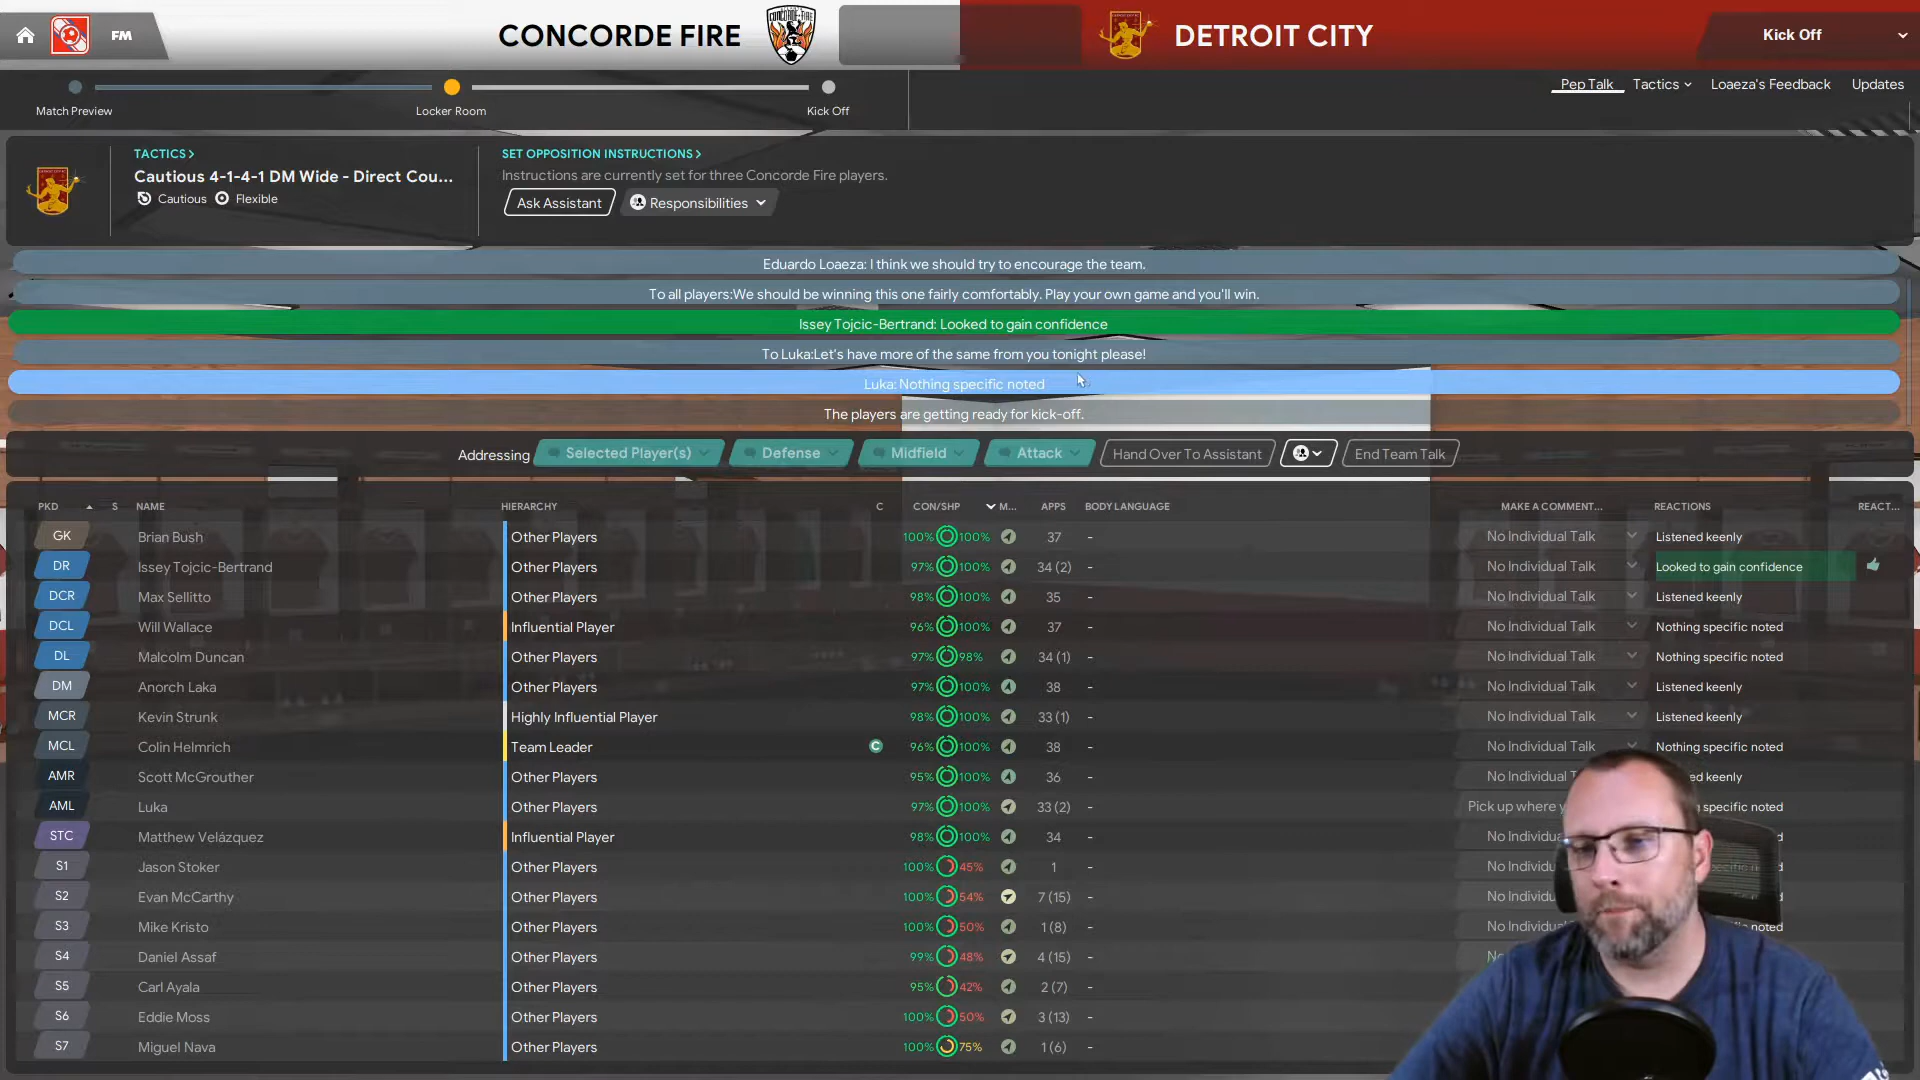 FM
CONCORDE FIRE
DETROIT CITY
Kick Off
Match Preview
Locker Room
Kick Off
Pep Talk
Tactics
Loaeza's Feedback
Updates
TACTICS >
Cautious 4-1-4-1 DM Wide - Direct Cou...
Cautious Flexible
SET OPPOSITION INSTRUCTIONS >
Instructions are currently set for three Concorde Fire players.
Ask Assistant
Responsibilities
Eduardo Loaeza: I think we should try to encourage the team.
To all players:We should be winning this one fairly comfortably. Play your own game and you'll win.
Issey Tojcic-Bertrand: Looked to gain confidence
To Luka:Let's have more of the same from you tonight please!
Luka: Nothing specific noted
The players are getting ready for kick-off.
Addressing Selected Player(s) Defense Midfield Attack Hand Over To Assistant End Team Talk
PKD S NAME HIERARCHY C CON/SHP M... APPS BODY LANGUAGE MAKE A COMMENT... REACTIONS REACT...
GK Brian Bush Other Players 100% 100% 37 - No Individual Talk Listened keenly
DR Issey Tojcic-Bertrand Other Players 97% 100% 34 (2) - No Individual Talk Looked to gain confidence
DCR Max Sellitto Other Players 98% 100% 35 - No Individual Talk Listened keenly
DCL Will Wallace Influential Player 96% 100% 37 - No Individual Talk Nothing specific noted
DL Malcolm Duncan Other Players 97% 98% 34 (1) - No Individual Talk Nothing specific noted
DM Anorch Laka Other Players 97% 100% 38 - No Individual Talk Listened keenly
MCR Kevin Strunk Highly Influential Player 98% 100% 33 (1) - No Individual Talk Listened keenly
MCL Colin Helmrich Team Leader C 96% 100% 38 - No Individual Talk Nothing specific noted
AMR Scott McGrouther Other Players 95% 100% 36 - No Individual keenly
AML Luka Other Players 97% 100% 33 (2) - Pick up where specific noted
STC Matthew Velázquez Influential Player 98% 100% 34 - No
S1 Jason Stoker Other Players 100% 45% 1 - No
S2 Evan McCarthy Other Players 100% 54% 7 (15) - No
S3 Mike Kristo Other Players 100% 50% 1 (8) - No noted
S4 Daniel Assaf Other Players 99% 48% 4 (15) -
S5 Carl Ayala Other Players 95% 42% 2 (7) -
S6 Eddie Moss Other Players 100% 50% 3 (13) -
S7 Miguel Nava Other Players 100% 75% 1 (6) -